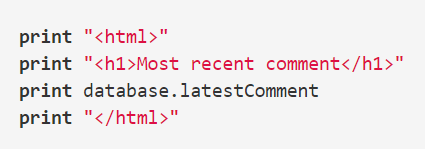 print "<html>"
print "<h1>Most recent comment</h1>"
print database.latestComment
print "</html>"